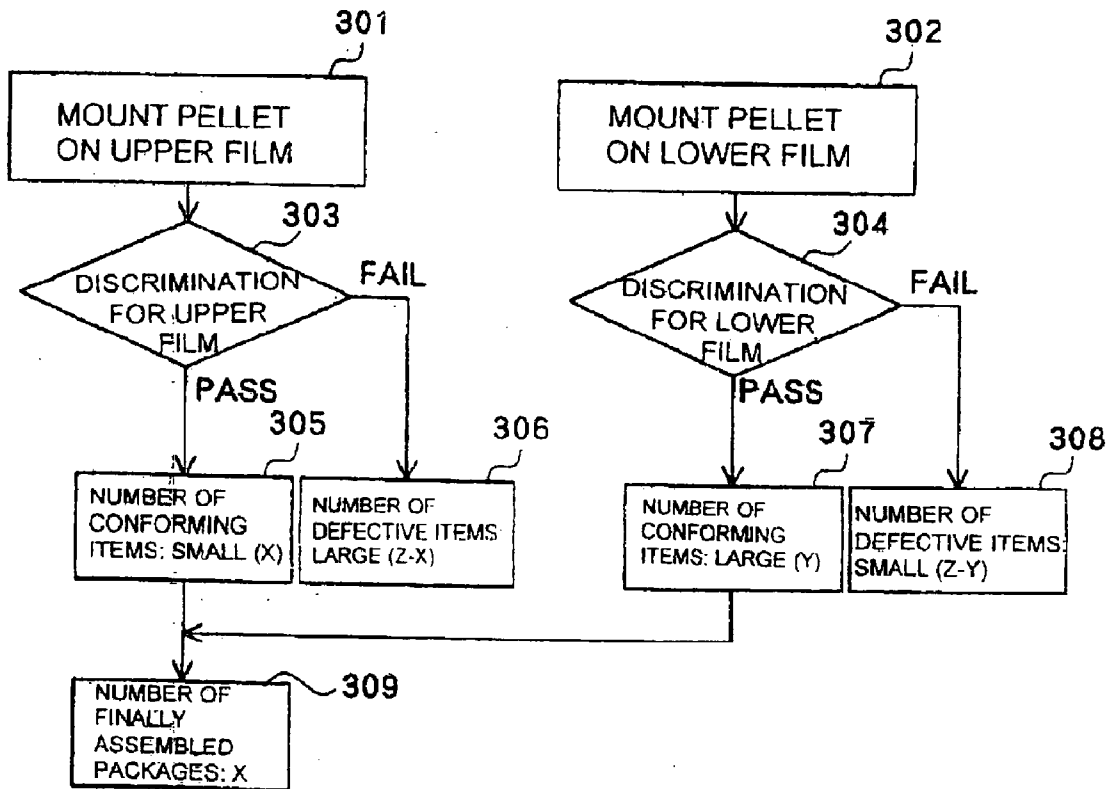 301
MOUNT PELLET
ON UPPER FILM
302
MOUNT PELLET
ON LOWER FILM
303
DISCRIMINATION
FOR UPPER
FILM
FAIL
PASS
304
DISCRIMINATION
FOR LOWER
FILM
FAIL
PASS
305
NUMBER OF
CONFORMING
ITEMS: SMALL (X)
306
NUMBER OF
DEFECTIVE ITEMS:
LARGE (Z-X)
307
NUMBER OF
CONFORMING
ITEMS: LARGE (Y)
308
NUMBER OF
DEFECTIVE ITEMS:
SMALL (Z-Y)
309
NUMBER OF
FINALLY
ASSEMBLED
PACKAGES: X